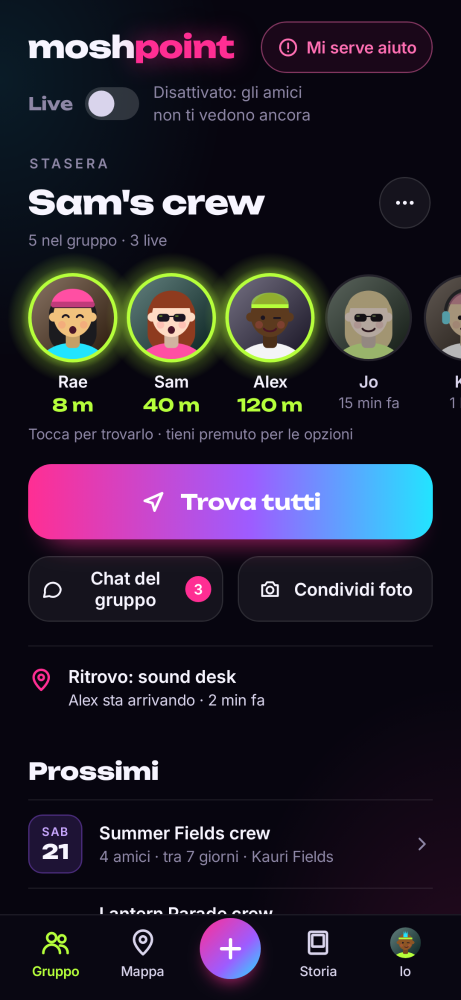 moshpoint
Mi serve aiuto
Live
Disattivato: gli amici
non ti vedono ancora
STASERA
Sam's crew
5 nel gruppo · 3 live
Rae
8 m
Sam
40 m
Alex
120 m
Jo
15 min fa
Tocca per trovarlo · tieni premuto per le opzioni
Trova tutti
Chat del
gruppo
3
Condividi foto
Ritrovo: sound desk
Alex sta arrivando · 2 min fa
Prossimi
SAB
21
Summer Fields crew
4 amici · tra 7 giorni · Kauri Fields
Lantern Parade crew
Gruppo
Mappa
Storia
Io